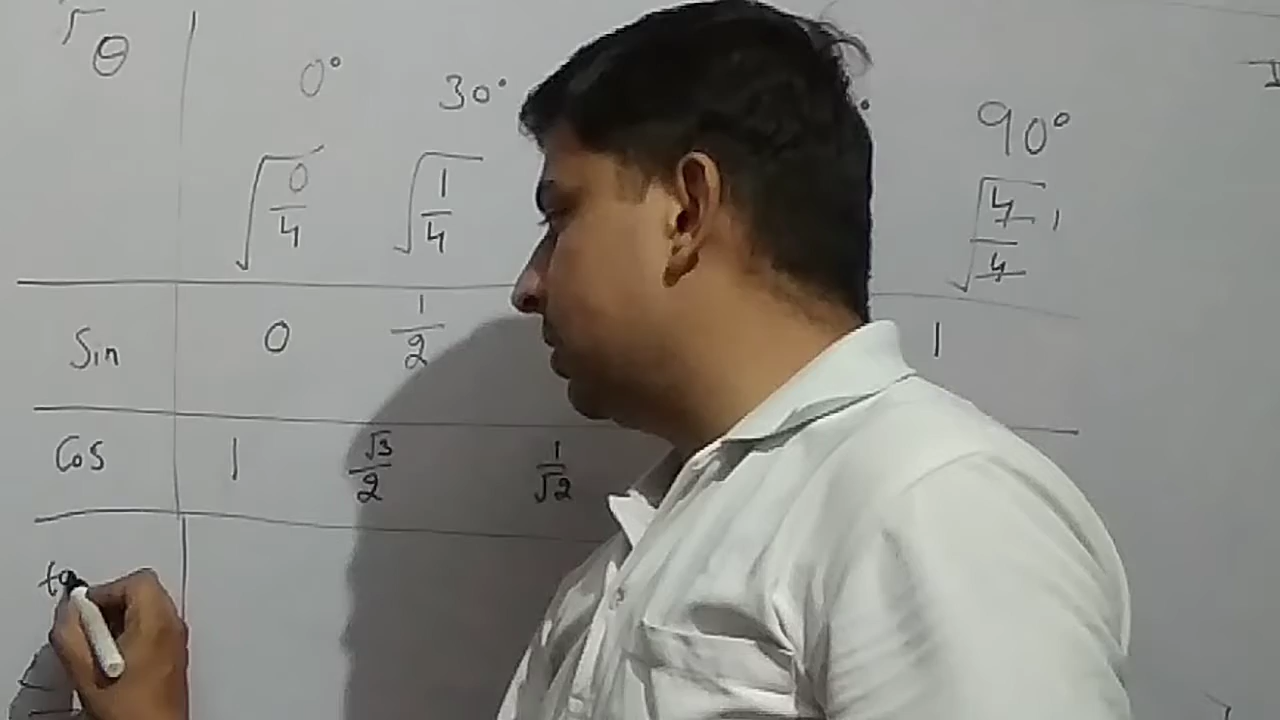 θ 0° 30° 90°
√0/4 √1/4 √4/4 1
Sin 0 1/2 1
Cos 1 √3/2 1/√2
ta